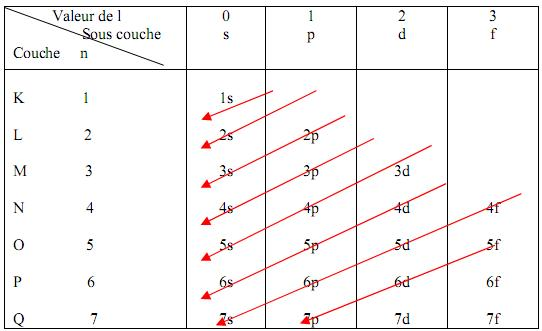 Valeur de l 0 1 2 3
Sous couche s p d f
Couche n
K 1 1s
L 2 2s 2p
M 3 3s 3p 3d
N 4 4s 4p 4d 4f
O 5 5s 5p 5d 5f
P 6 6s 6p 6d 6f
Q 7 7s 7p 7d 7f